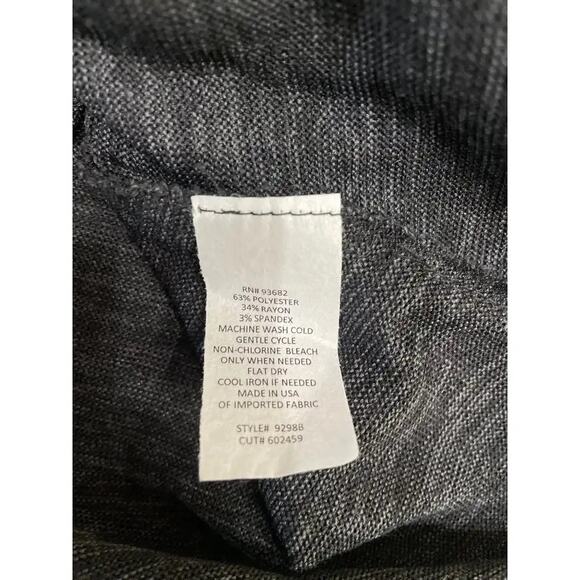 RN# 93682
63% POLYESTER
34% RAYON
3% SPANDEX
MACHINE WASH COLD
GENTLE CYCLE
NON-CHLORINE BLEACH
ONLY WHEN NEEDED
FLAT DRY
COOL IRON IF NEEDED
MADE IN USA
OF IMPORTED FABRIC
STYLE# 9298B
CUT# 602459